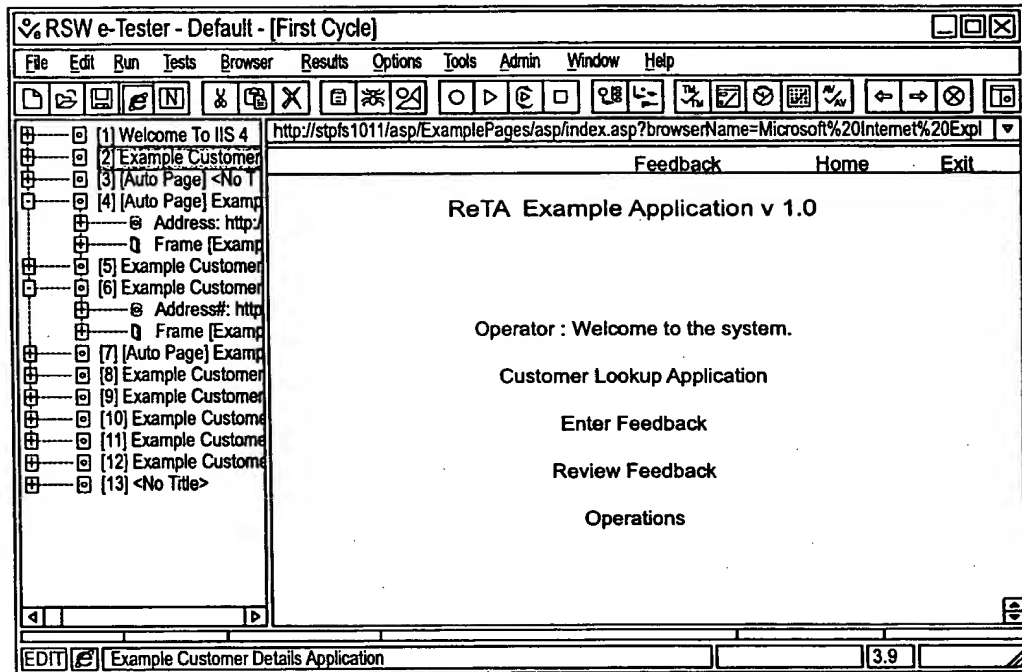 RSW e-Tester - Default - [First Cycle]
File Edit Run Tests Browser Results Options Tools Admin Window Help
[1] Welcome To IIS 4
[2] Example Customer
[3] [Auto Page] <No T
[4] [Auto Page] Examp
Address: http:/
Frame [Examp
[5] Example Customer
[6] Example Customer
Address#: http
Frame [Examp
[7] [Auto Page] Examp
[8] Example Customer
[9] Example Customer
[10] Example Custome
[11] Example Custome
[12] Example Custome
[13] <No Title>
http://stpfs1011/asp/ExamplePages/asp/index.asp?browserName=Microsoft%20Internet%20Expl
Feedback Home Exit
ReTA Example Application v 1.0
Operator : Welcome to the system.
Customer Lookup Application
Enter Feedback
Review Feedback
Operations
EDIT e Example Customer Details Application 3.9